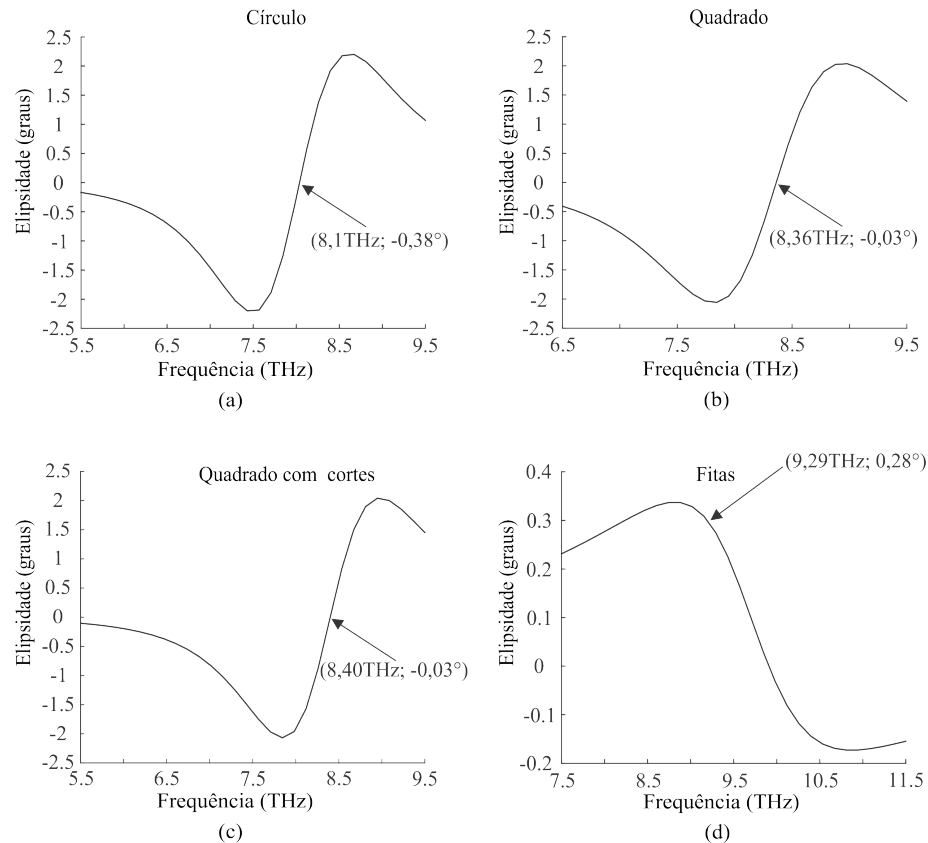 Círculo
2.5
2
1.5
1
0.5
0
-0.5
-1
-1.5
-2
-2.5
Elipsidade (graus)
(8,1THz; -0,38°)
5.5 6.5 7.5 8.5 9.5
Frequência (THz)
(a)
Quadrado
2.5
2
1.5
1
0.5
0
-0.5
-1
-1.5
-2
-2.5
Elipsidade (graus)
(8,36THz; -0,03°)
6.5 7.5 8.5 9.5
Frequência (THz)
(b)
Quadrado com cortes
2.5
2
1.5
1
0.5
0
-0.5
-1
-1.5
-2
-2.5
Elipsidade (graus)
(8,40THz; -0,03°)
5.5 6.5 7.5 8.5 9.5
Frequência (THz)
(c)
Fitas
(9,29THz; 0,28°)
0.4
0.3
0.2
0.1
0
-0.1
-0.2
Elipsidade (graus)
7.5 8.5 9.5 10.5 11.5
Frequência (THz)
(d)